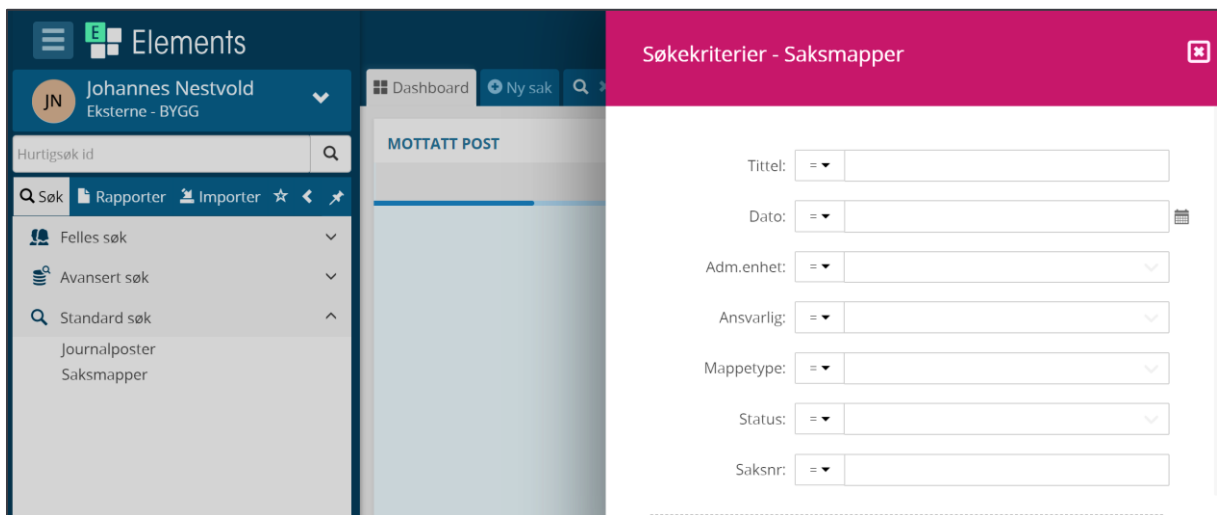 E
Elements
JN
Johannes Nestvold
Eksterne - BYGG
Hurtigsøk id
Søk Rapporter Importer
Felles søk
Avansert søk
Standard søk
Journalposter
Saksmapper
Dashboard Ny sak
MOTTATT POST
Søkekriterier - Saksmapper
Tittel: =
Dato: =
Adm.enhet: =
Ansvarlig: =
Mappetype: =
Status: =
Saksnr: =